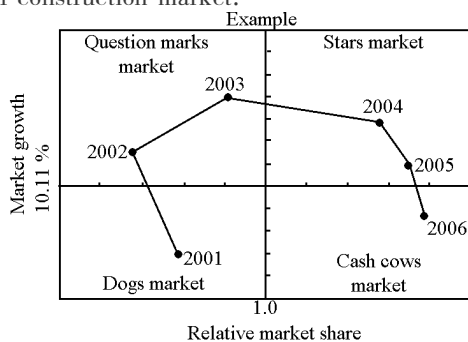 construction market.
Example
Question marks
market
Stars market
2003
2004
2002
2005
2006
2001
Market growth
10.11 %
Dogs market
Cash cows
market
1.0
Relative market share